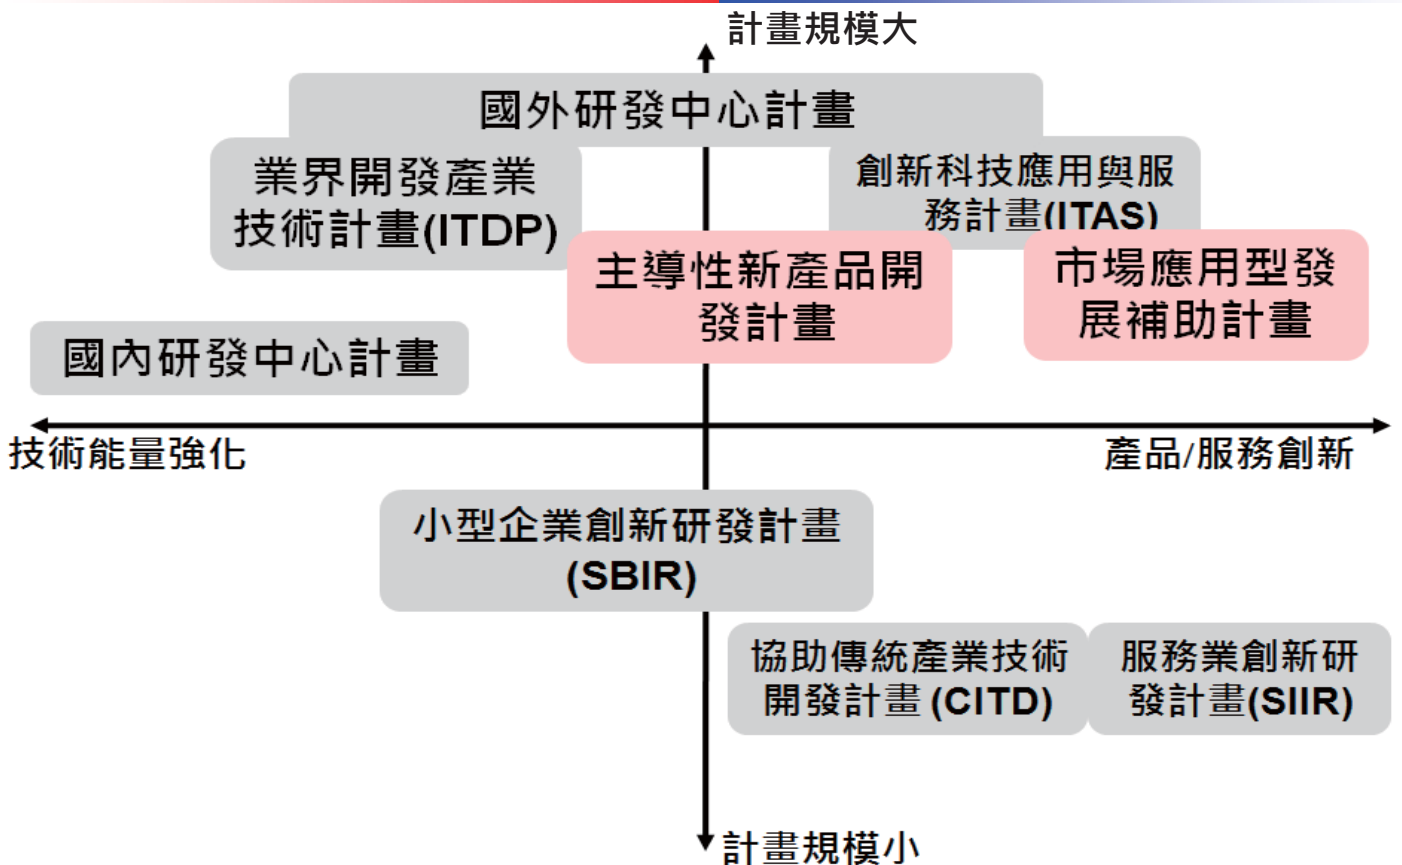 計畫規模大
國外研發中心計畫
業界開發產業
技術計畫(ITDP)
創新科技應用與服
務計畫(ITAS)
主導性新產品開
發計畫
市場應用型發
展補助計畫
國內研發中心計畫
技術能量強化
產品/服務創新
小型企業創新研發計畫
(SBIR)
協助傳統產業技術
開發計畫(CITD)
服務業創新研
發計畫(SIIR)
計畫規模小